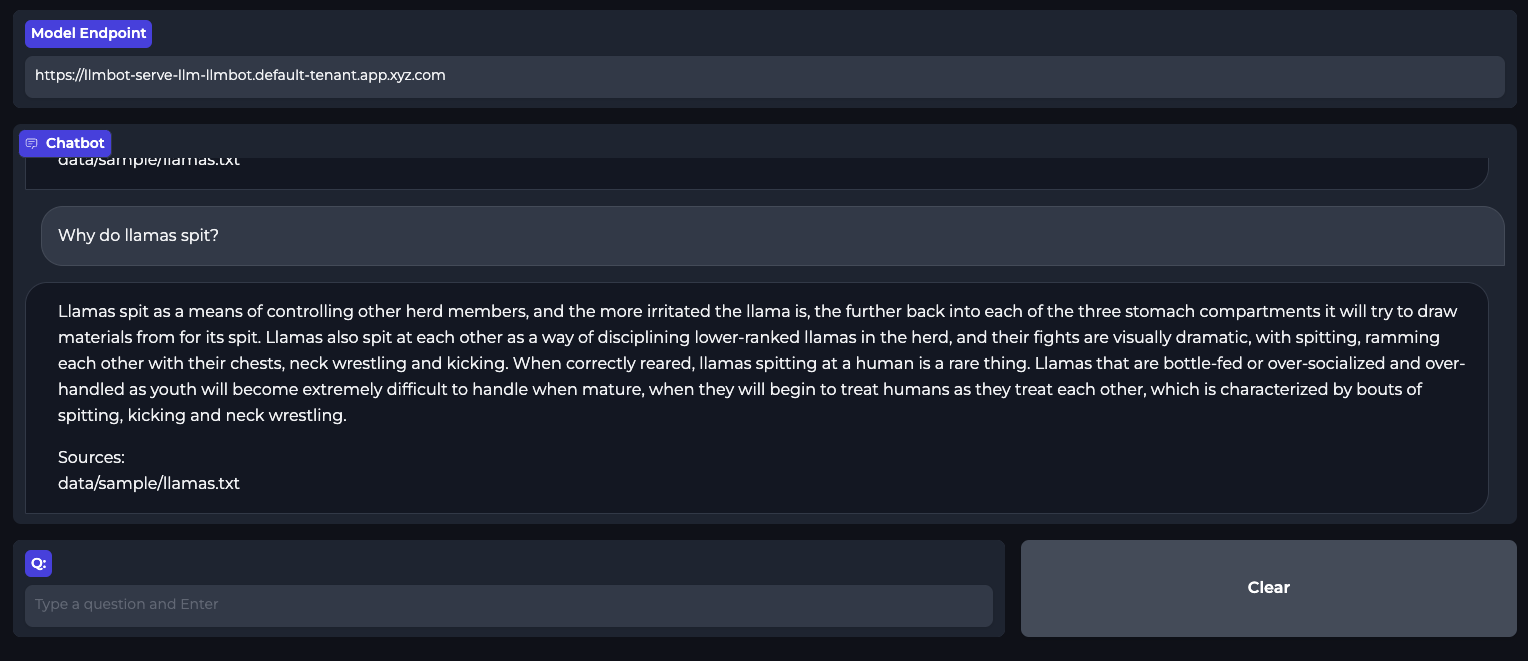 Model Endpoint
https://llmbot-serve-llm-llmbot.default-tenant.app.xyz.com
Chatbot
data/sample/llamas.txt
Why do llamas spit?
Llamas spit as a means of controlling other herd members, and the more irritated the llama is, the further back into each of the three stomach compartments it will try to draw
materials from for its spit. Llamas also spit at each other as a way of disciplining lower-ranked llamas in the herd, and their fights are visually dramatic, with spitting, ramming
each other with their chests, neck wrestling and kicking. When correctly reared, llamas spitting at a human is a rare thing. Llamas that are bottle-fed or over-socialized and over-
handled as youth will become extremely difficult to handle when mature, when they will begin to treat humans as they treat each other, which is characterized by bouts of
spitting, kicking and neck wrestling.
Sources:
data/sample/llamas.txt
Q:
Type a question and Enter
Clear